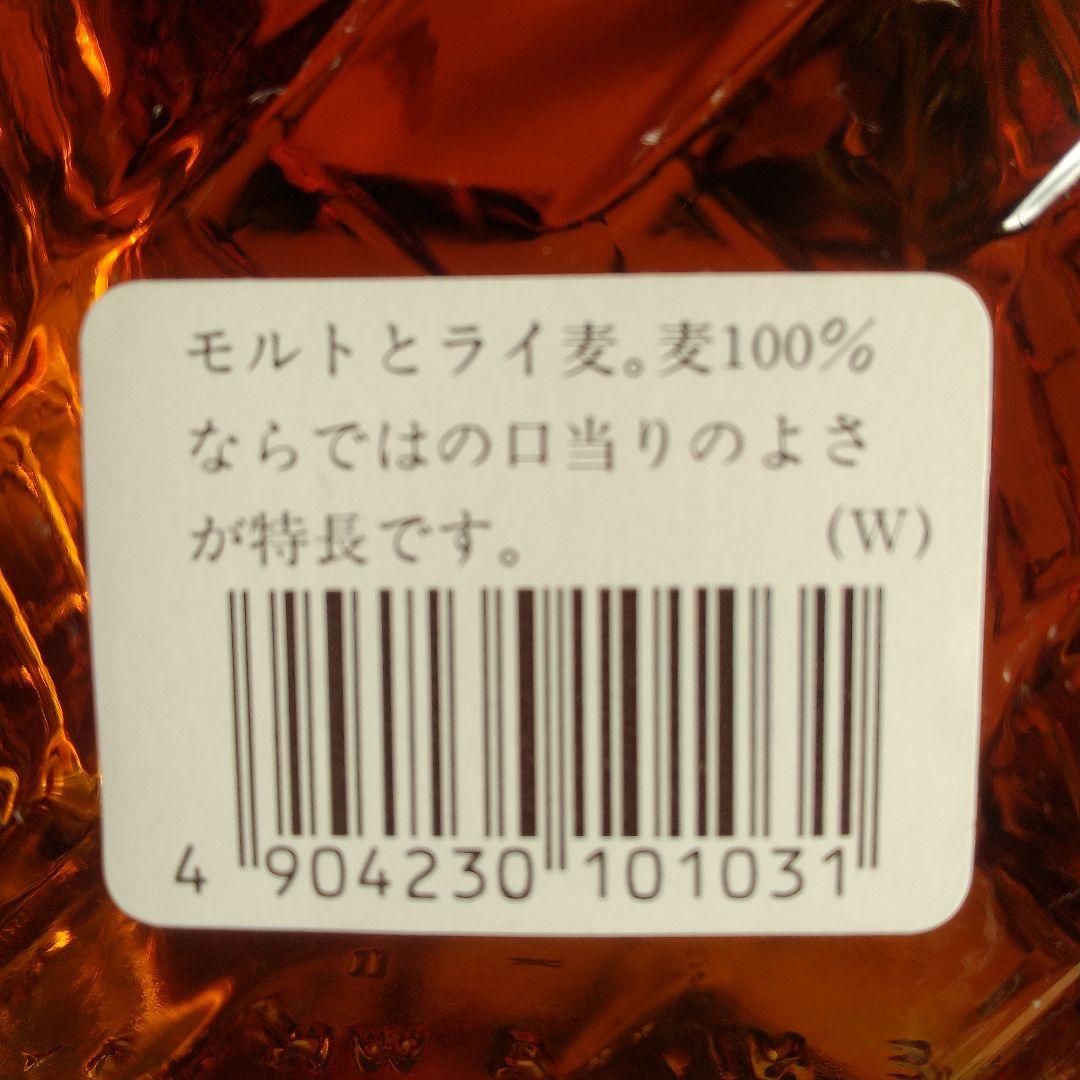 モルトとライ麦。麦100%
ならではの口当りのよさ
が特長です。 (W)
4 904230 101031